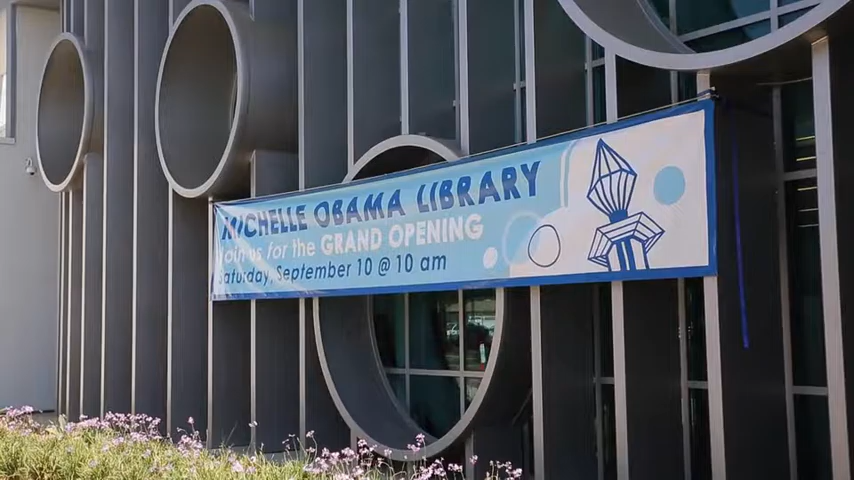 MICHELLE OBAMA LIBRARY
Join us for the GRAND OPENING
Saturday, September 10 @ 10 am